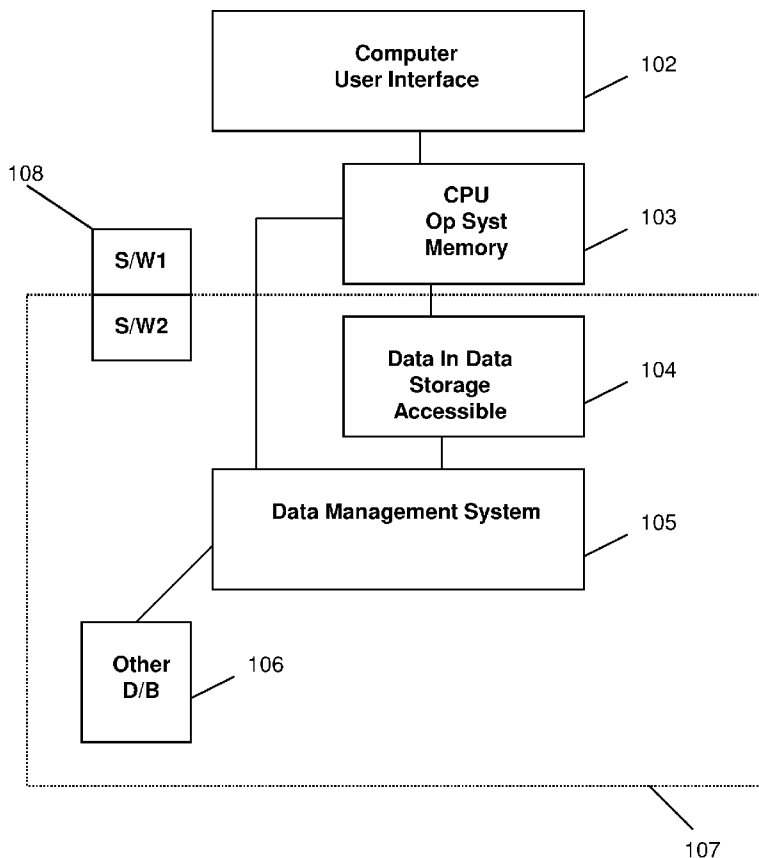 Computer
User Interface
102
108
CPU
Op Syst
Memory
103
S/W1
S/W2
Data In Data
Storage
Accessible
104
Data Management System
105
Other
D/B
106
107